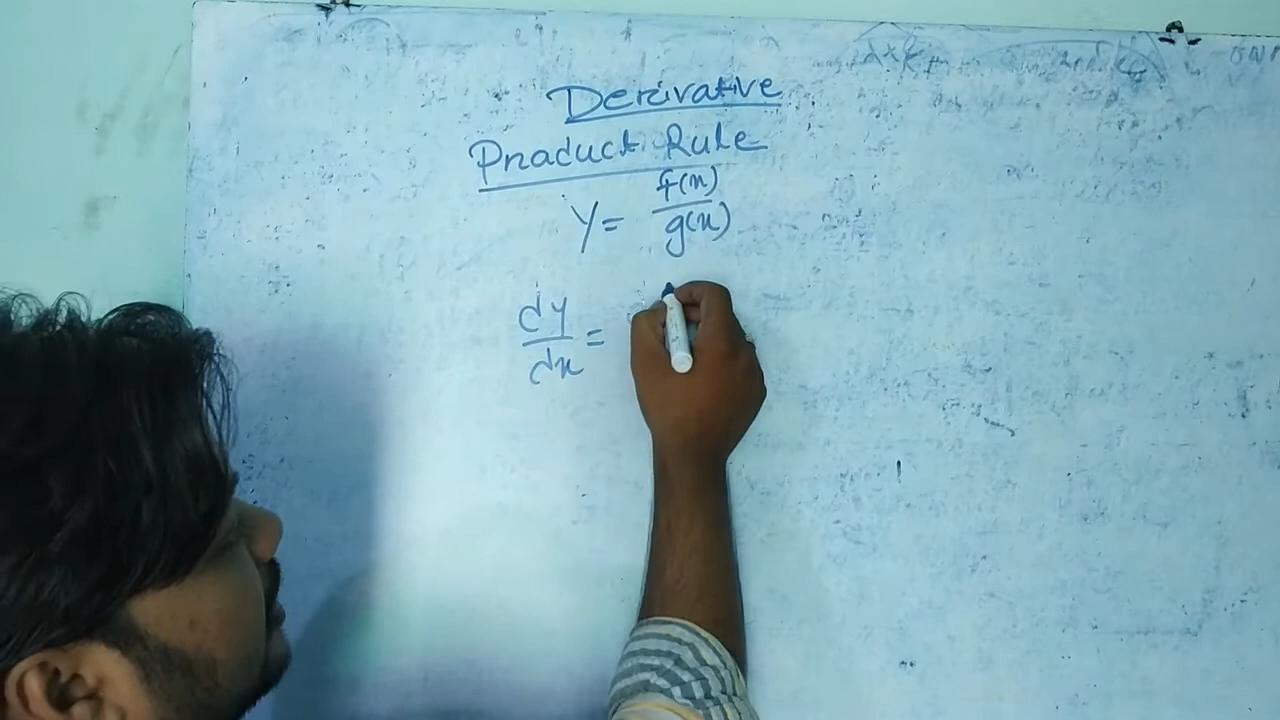 Derivative
Product Rule
Y = f(x)/g(x)
dy/dx =